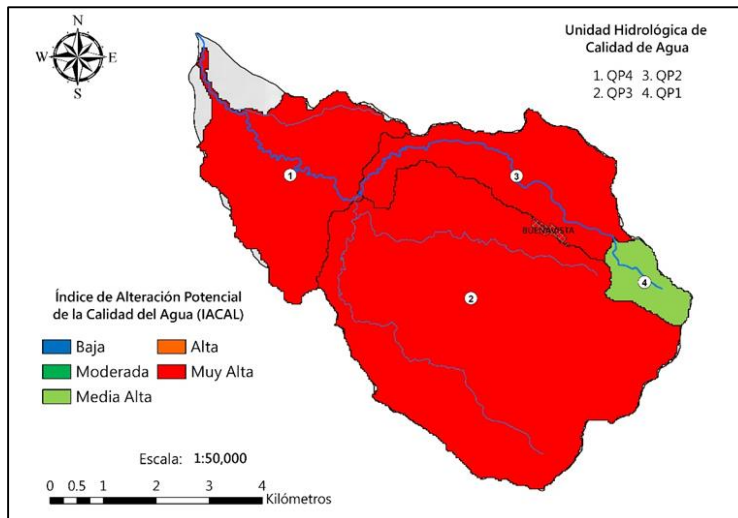 N
W E
S
Unidad Hidrológica de
Calidad de Agua
1. QP4 3. QP2
2. QP3 4. QP1
1
3
BUENAVISTA
4
2
Índice de Alteración Potencial
de la Calidad del Agua (IACAL)
Baja Alta
Moderada Muy Alta
Media Alta
Escala: 1:50,000
0 0.5 1 2 3 4
Kilómetros